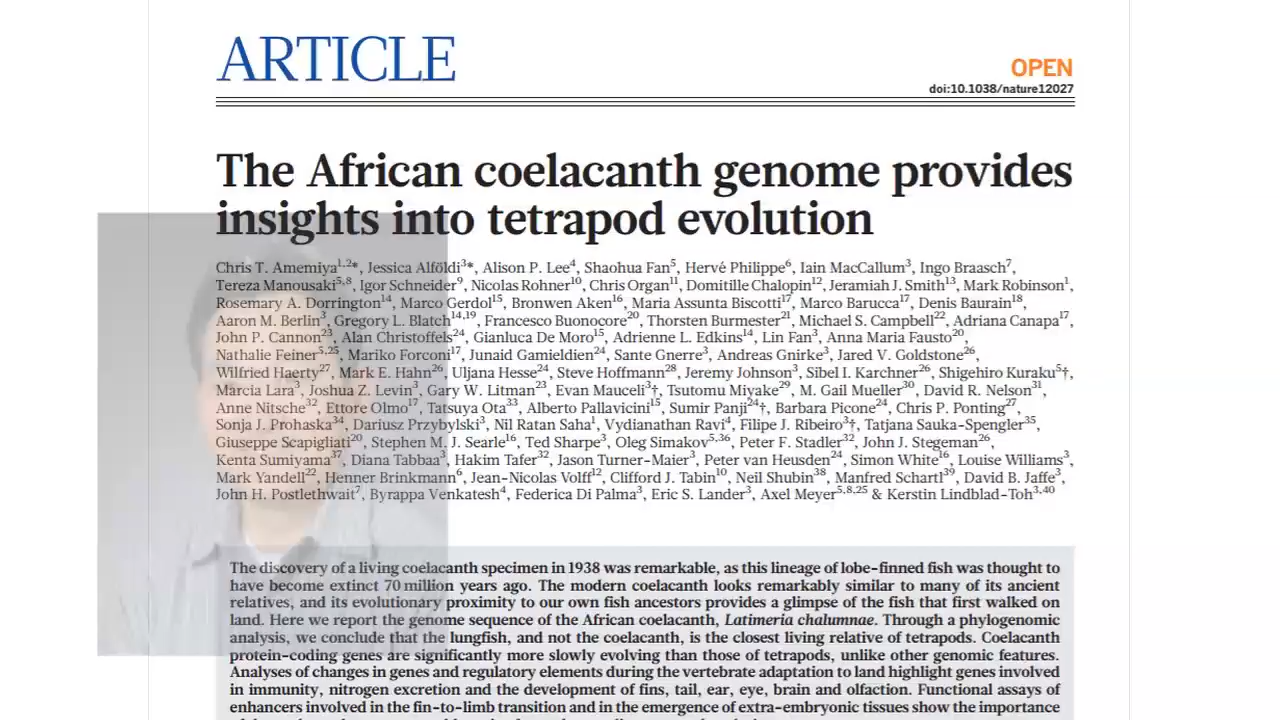 ARTICLE
OPEN
doi:10.1038/nature12027
The African coelacanth genome provides
insights into tetrapod evolution
Chris T. Amemiya1,2*, Jessica Alföldi3*, Alison P. Lee4, Shaohua Fan5, Hervé Philippe6, Iain MacCallum3, Ingo Braasch7,
Tereza Manousaki5,8, Igor Schneider9, Nicolas Rohner10, Chris Organ11, Domitille Chalopin12, Jeramiah J. Smith13, Mark Robinson1,
Rosemary A. Dorrington14, Marco Gerdol15, Bronwen Aken16, Maria Assunta Biscotti17, Marco Barucca17, Denis Baurain18,
Aaron M. Berlin3, Gregory L. Blatch14,19, Francesco Buonocore20, Thorsten Burmester21, Michael S. Campbell22, Adriana Canapa17,
John P. Cannon23, Alan Christoffels24, Gianluca De Moro15, Adrienne L. Edkins14, Lin Fan3, Anna Maria Fausto20,
Nathalie Feiner5,25, Mariko Forconi17, Junaid Gamieldien24, Sante Gnerre3, Andreas Gnirke3, Jared V. Goldstone26,
Wilfried Haerty27, Mark E. Hahn26, Uljana Hesse24, Steve Hoffmann28, Jeremy Johnson3, Sibel I. Karchner26, Shigehiro Kuraku5†,
Marcia Lara3, Joshua Z. Levin3, Gary W. Litman23, Evan Mauceli3†, Tsutomu Miyake29, M. Gail Mueller30, David R. Nelson31,
Anne Nitsche32, Ettore Olmo17, Tatsuya Ota33, Alberto Pallavicini15, Sumir Panji24†, Barbara Picone24, Chris P. Ponting27,
Sonja J. Prohaska34, Dariusz Przybylski3, Nil Ratan Saha1, Vydianathan Ravi4, Filipe J. Ribeiro3†, Tatjana Sauka-Spengler35,
Giuseppe Scapigliati20, Stephen M. J. Searle16, Ted Sharpe3, Oleg Simakov5,36, Peter F. Stadler32, John J. Stegeman26,
Kenta Sumiyama37, Diana Tabbaa3, Hakim Tafer32, Jason Turner-Maier3, Peter van Heusden24, Simon White16, Louise Williams3,
Mark Yandell22, Henner Brinkmann6, Jean-Nicolas Volff12, Clifford J. Tabin10, Neil Shubin38, Manfred Schartl39, David B. Jaffe3,
John H. Postlethwait7, Byrappa Venkatesh4, Federica Di Palma3, Eric S. Lander3, Axel Meyer5,8,25 & Kerstin Lindblad-Toh3,40
The discovery of a living coelacanth specimen in 1938 was remarkable, as this lineage of lobe-finned fish was thought to
have become extinct 70 million years ago. The modern coelacanth looks remarkably similar to many of its ancient
relatives, and its evolutionary proximity to our own fish ancestors provides a glimpse of the fish that first walked on
land. Here we report the genome sequence of the African coelacanth, Latimeria chalumnae. Through a phylogenomic
analysis, we conclude that the lungfish, and not the coelacanth, is the closest living relative of tetrapods. Coelacanth
protein-coding genes are significantly more slowly evolving than those of tetrapods, unlike other genomic features.
Analyses of changes in genes and regulatory elements during the vertebrate adaptation to land highlight genes involved
in immunity, nitrogen excretion and the development of fins, tail, ear, eye, brain and olfaction. Functional assays of
enhancers involved in the fin-to-limb transition and in the emergence of extra-embryonic tissues show the importance